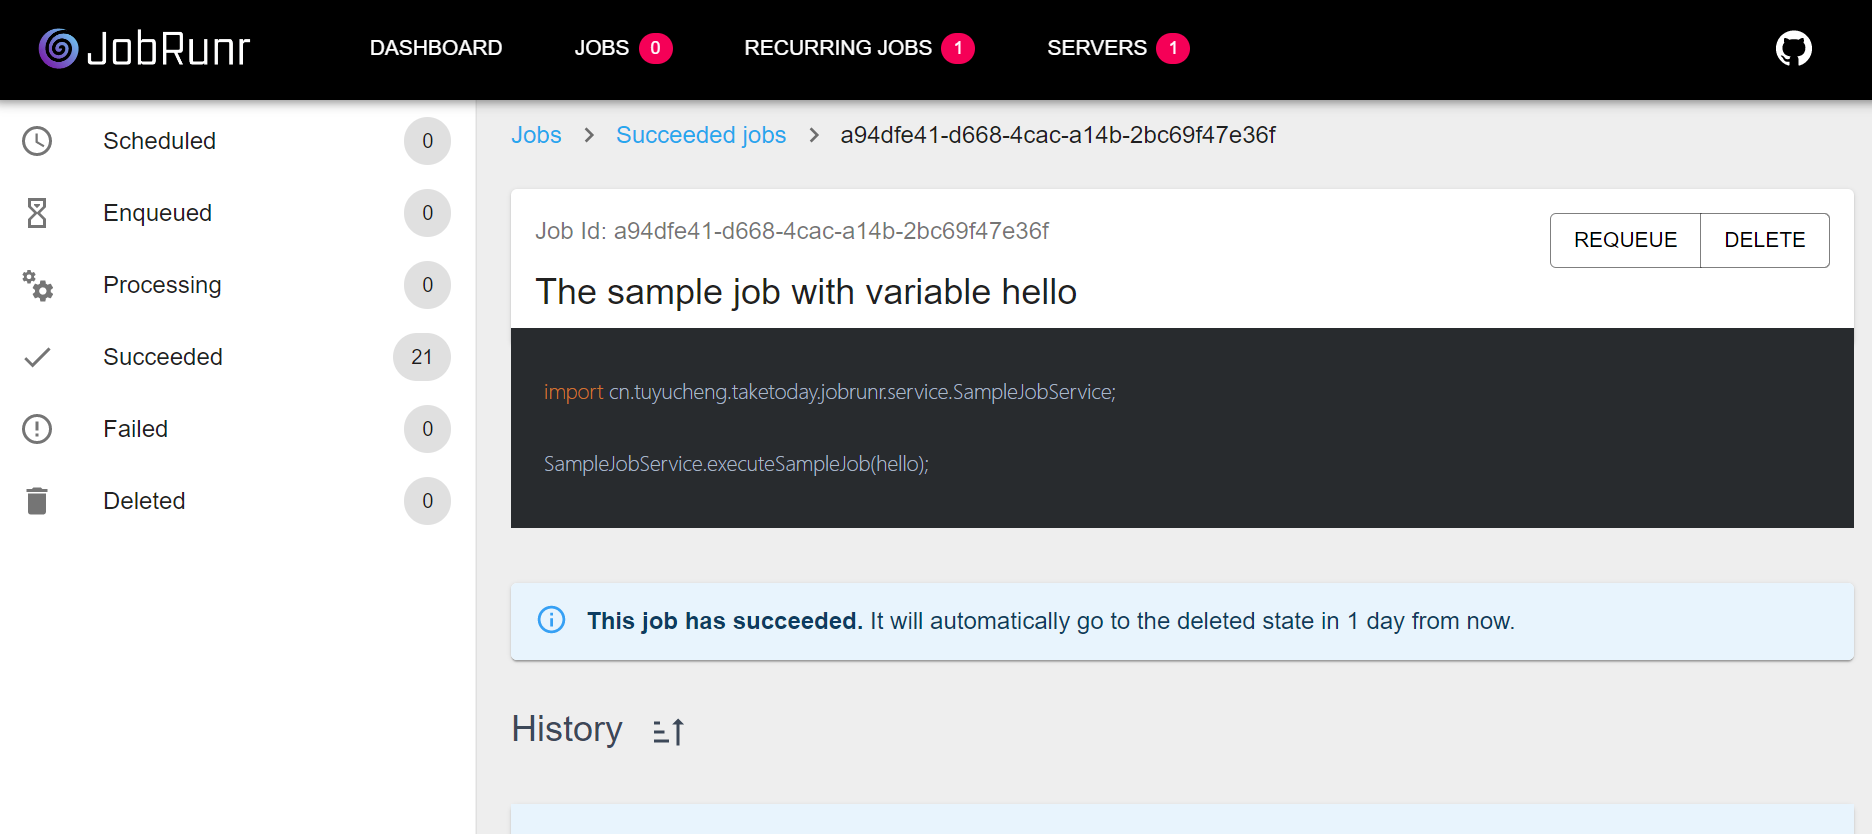 JobRunr DASHBOARD JOBS 0 RECURRING JOBS 1 SERVERS 1
Scheduled 0
Enqueued 0
Processing 0
Succeeded 21
Failed 0
Deleted 0
Jobs > Succeeded jobs > a94dfe41-d668-4cac-a14b-2bc69f47e36f
Job Id: a94dfe41-d668-4cac-a14b-2bc69f47e36f
REQUEUE DELETE
The sample job with variable hello
import cn.tuyucheng.taketoday.jobrunr.service.SampleJobService;
SampleJobService.executeSampleJob(hello);
This job has succeeded. It will automatically go to the deleted state in 1 day from now.
History